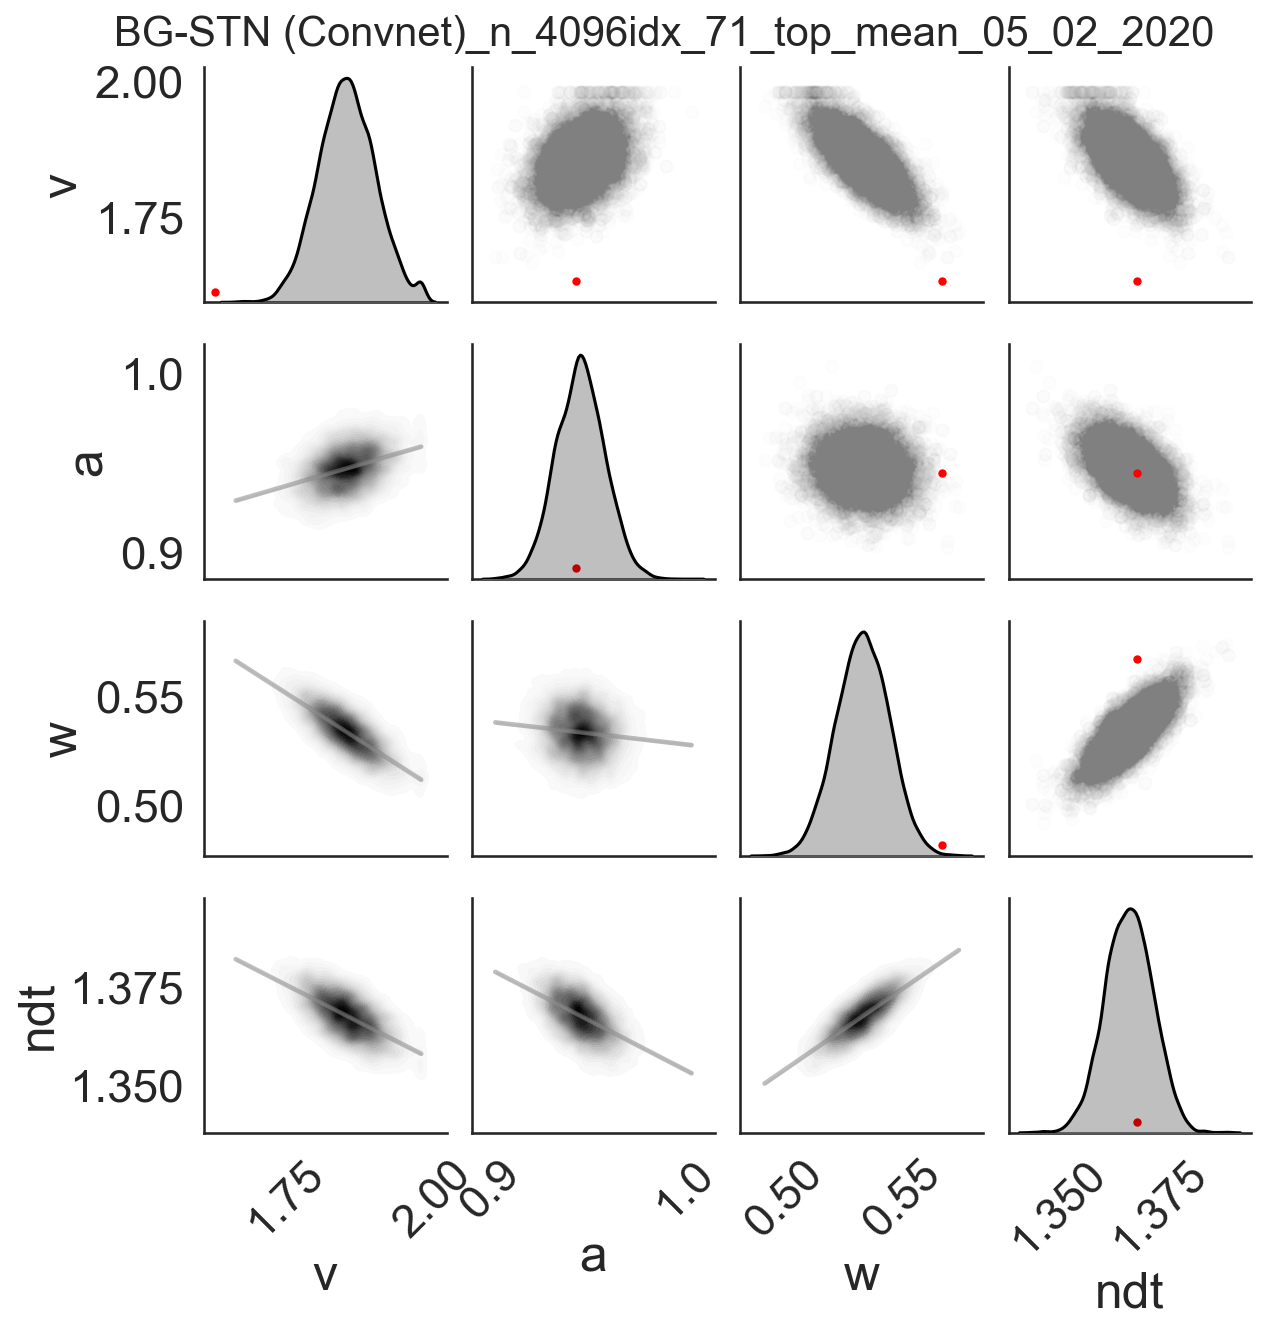 BG-STN (Convnet)_n_4096idx_71_top_mean_05_02_2020
2.00
v
1.75
1.0
a
0.9
0.55
w
0.50
1.375
ndt
1.350
1.75 2.00 0.9 1.0 0.50 0.55 1.350 1.375
v a w ndt